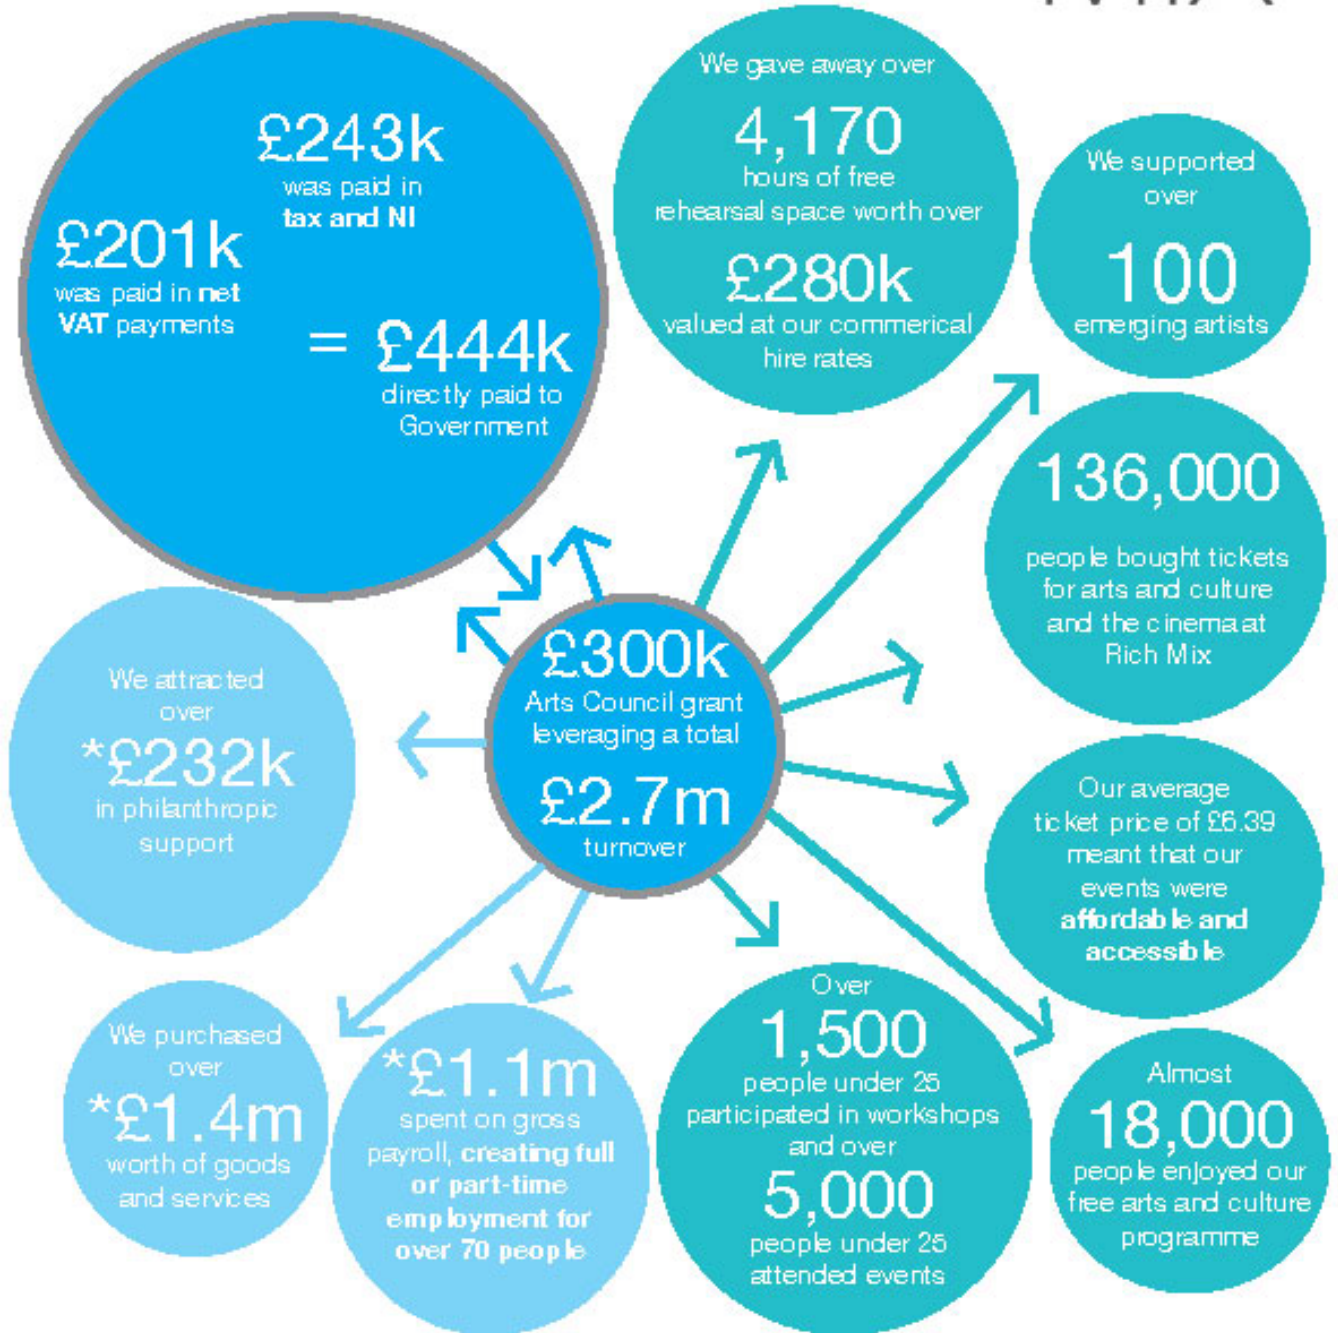 £243k
was paid in
tax and NI
£201k
was paid in net
VAT payments
= £444k
directly paid to
Government
We gave away over
4,170
hours of free
rehearsal space worth over
£280k
valued at our commerical
hire rates
We supported
over
100
emerging artists
136,000
people bought tickets
for arts and culture
and the cinema at
Rich Mix
£300k
Arts Council grant
leveraging a total
£2.7m
turnover
We attracted
over
*£232k
in philanthropic
support
Our average
ticket price of £6.39
meant that our
events were
affordable and
accessible
We purchased
over
*£1.4m
worth of goods
and services
*£1.1m
spent on gross
payroll, creating full
or part-time
employment for
over 70 people
Over
1,500
people under 25
participated in workshops
and over
5,000
people under 25
attended events
Almost
18,000
people enjoyed our
free arts and culture
programme